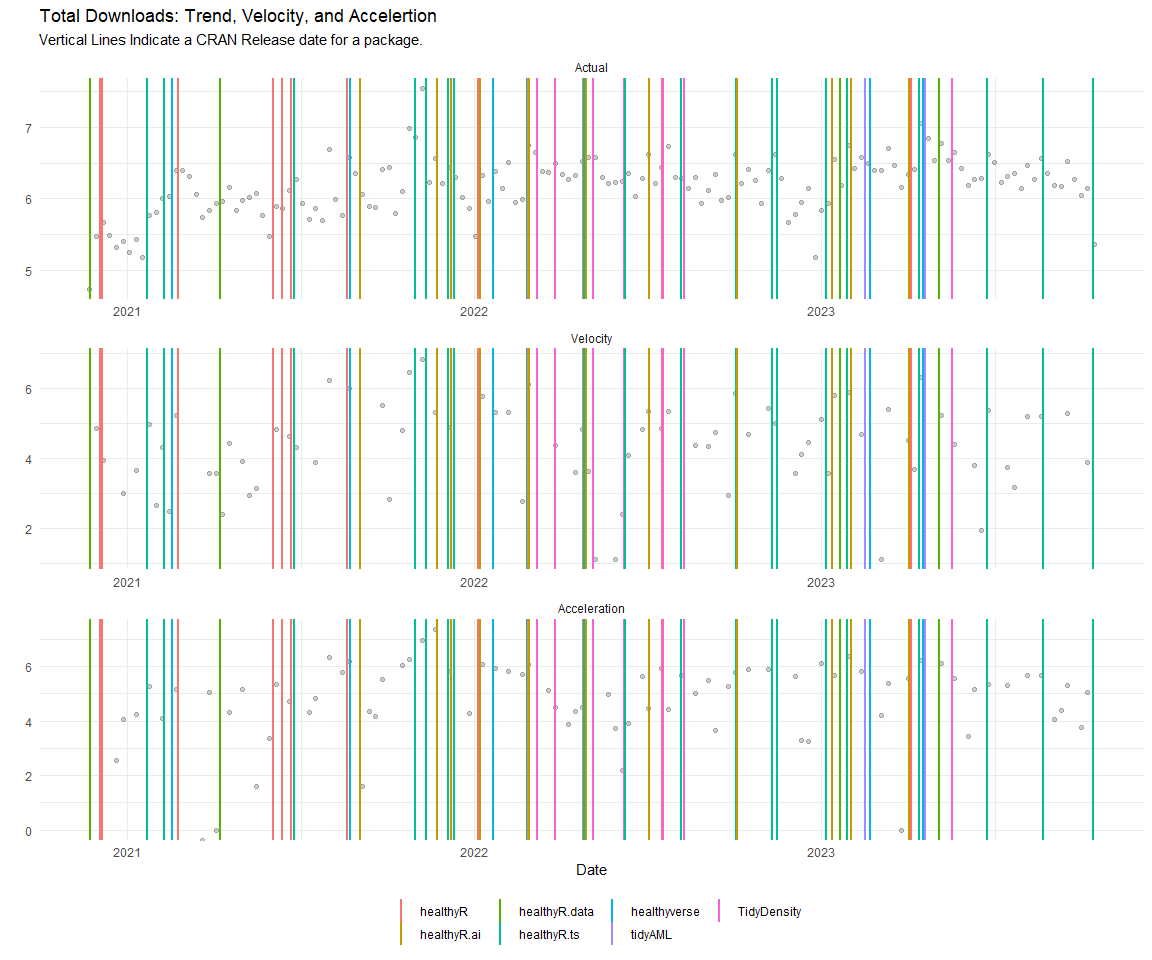 Total Downloads: Trend, Velocity, and Accelertion
Vertical Lines Indicate a CRAN Release date for a package.
Actual
7
6
5
2021 2022 2023
Velocity
6
4
2
2021 2022 2023
Acceleration
6
4
2
0
2021 2022 2023
Date
healthyR healthyR.data healthyverse TidyDensity
healthyR.ai healthyR.ts tidyAML